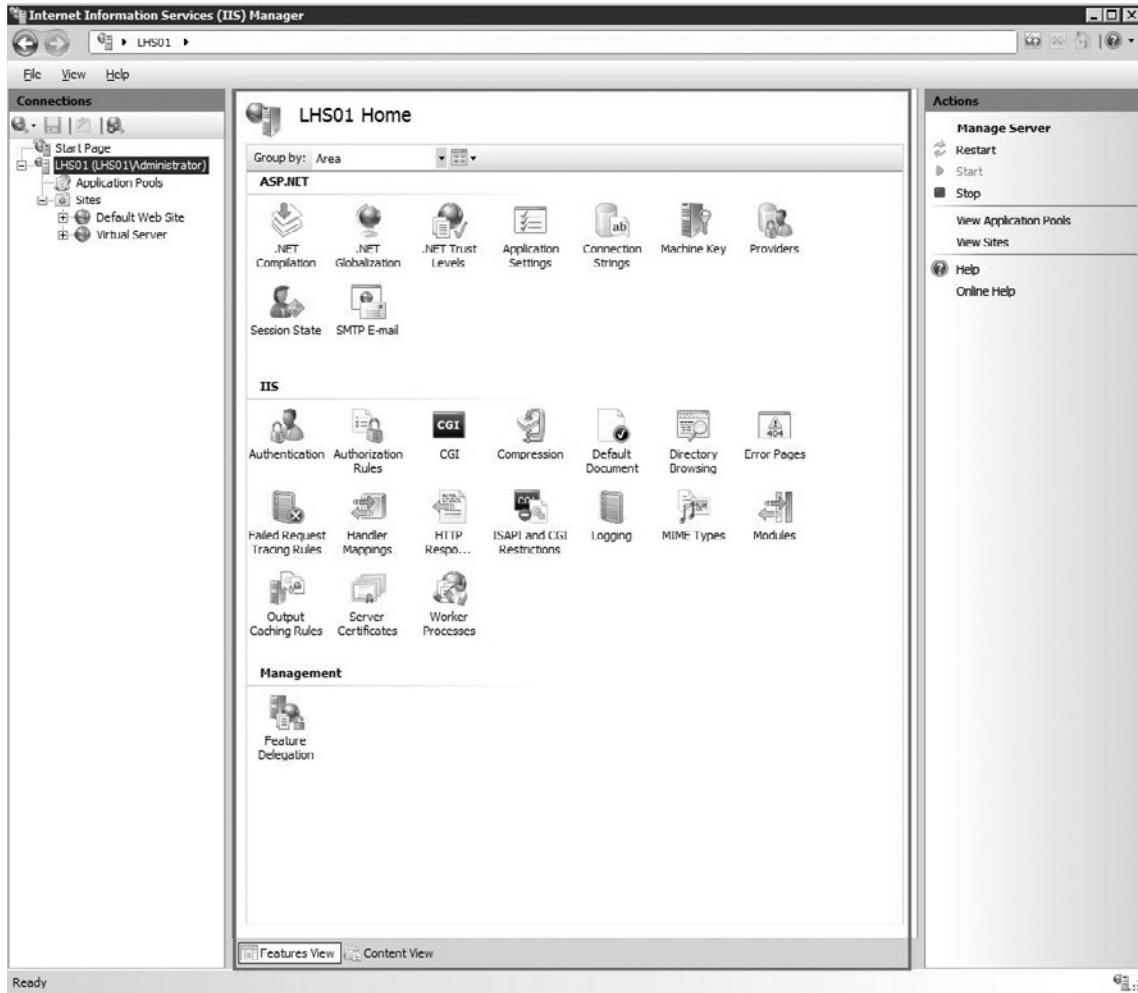 Internet Information Services (IIS) Manager
LHS01
File View Help
Connections
Start Page
LHS01 (LHS01\Administrator)
Application Pools
Sites
Default Web Site
Virtual Server
LHS01 Home
Group by: Area
ASP.NET
.NET Compilation
.NET Globalization
.NET Trust Levels
Application Settings
Connection Strings
Machine Key
Providers
Session State
SMTP E-mail
IIS
Authentication
Authorization Rules
CGI
Compression
Default Document
Directory Browsing
Error Pages
Failed Request Tracing Rules
Handler Mappings
HTTP Respo...
ISAPI and CGI Restrictions
Logging
MIME Types
Modules
Output Caching Rules
Server Certificates
Worker Processes
Management
Feature Delegation
Features View
Content View
Actions
Manage Server
Restart
Start
Stop
View Application Pools
View Sites
Help
Online Help
Ready